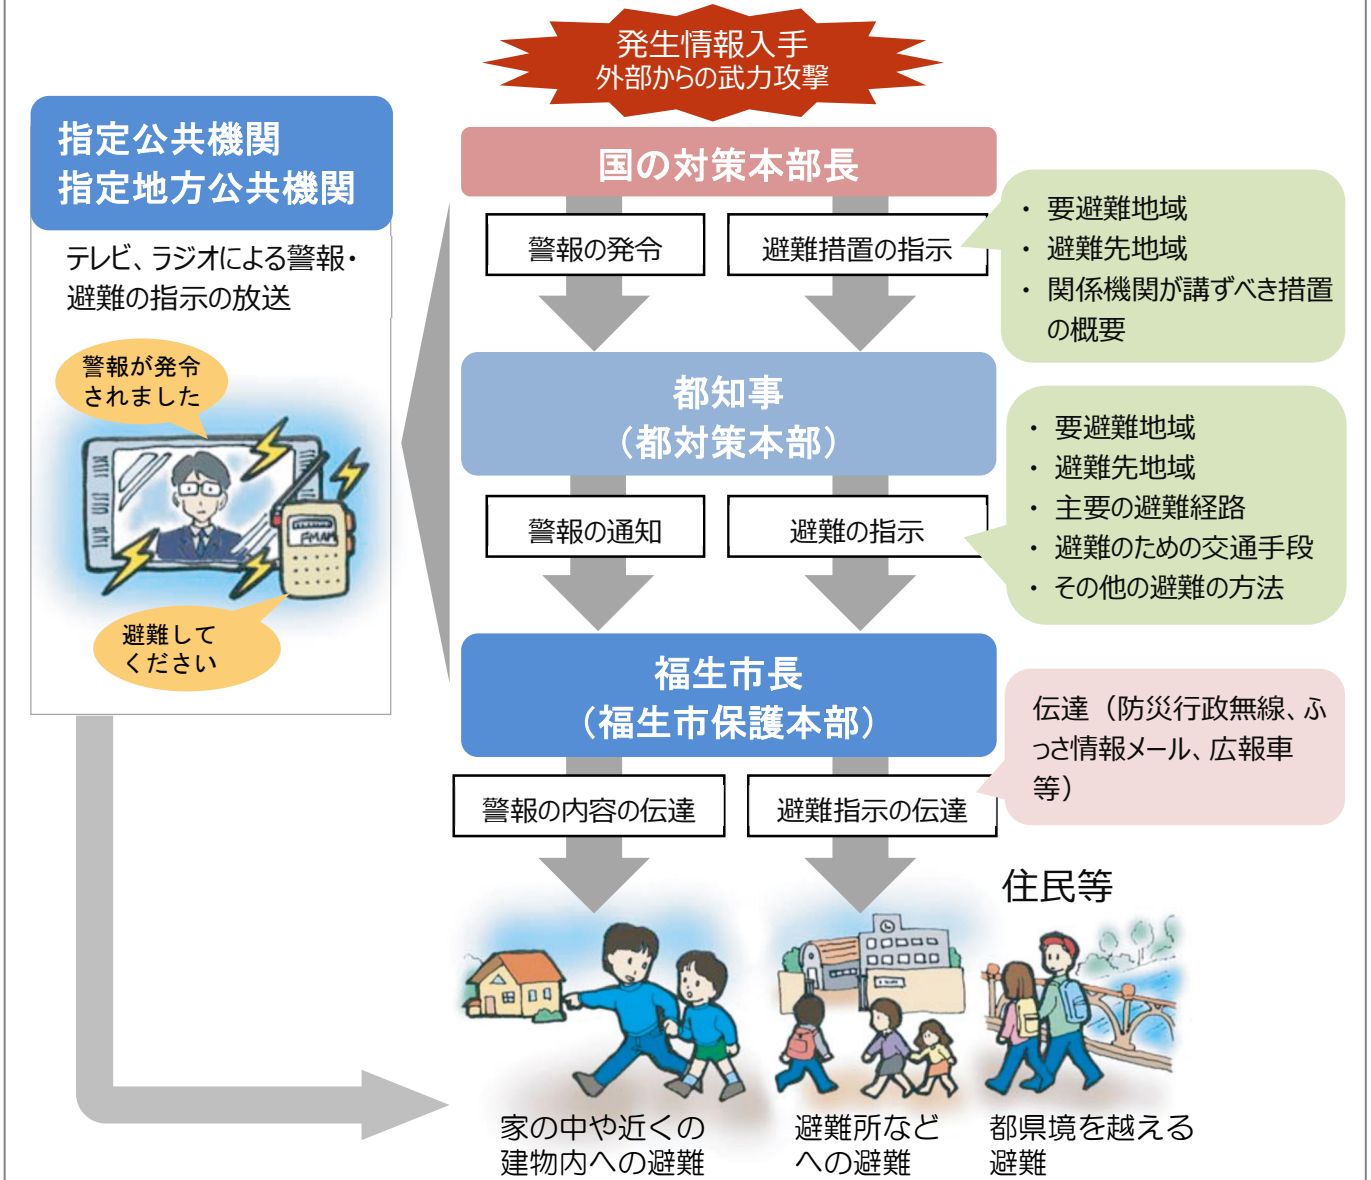 発生情報入手
外部からの武力攻撃
指定公共機関
指定地方公共機関
テレビ、ラジオによる警報・
避難の指示の放送
警報が発令
されました
FM AM
避難して
ください
国の対策本部長
警報の発令
避難措置の指示
・ 要避難地域
・ 避難先地域
・ 関係機関が講ずべき措置
の概要
都知事
（都対策本部）
警報の通知
避難の指示
・ 要避難地域
・ 避難先地域
・ 主要の避難経路
・ 避難のための交通手段
・ その他の避難の方法
福生市長
（福生市保護本部）
警報の内容の伝達
避難指示の伝達
伝達（防災行政無線、ふ
っさ情報メール、広報車
等）
住民等
家の中や近くの
建物内への避難
避難所など
への避難
都県境を越える
避難